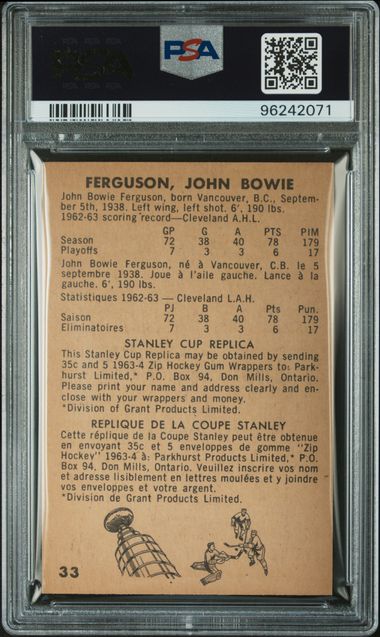 PSA
PSA
96242071
FERGUSON, JOHN BOWIE
John Bowie Ferguson, born Vancouver, B.C., Septem-
ber 5th, 1938. Left wing, left shot. 6', 190 lbs.
1962-63 scoring record—Cleveland A.H.L.
GP G A PTS PIM
Season 72 38 40 78 179
Playoffs 7 3 3 6 17
John Bowie Ferguson, né à Vancouver, C.B. le 5
septembre 1938. Joue à l'aile gauche. Lance à la
gauche. 6', 190 lbs.
Statistiques 1962-63 — Cleveland L.A.H.
PJ B A Pts Pun.
Saison 72 38 40 78 179
Eliminatoires 7 3 3 6 17
STANLEY CUP REPLICA
This Stanley Cup Replica may be obtained by sending
35c and 5 1963-4 Zip Hockey Gum Wrappers to: Park-
hurst Limited,* P.O. Box 94, Don Mills, Ontario.
Please print your name and address clearly and en-
close with your wrappers and money.
*Division of Grant Products Limited.
REPLIQUE DE LA COUPE STANLEY
Cette réplique de la Coupe Stanley peut être obtenue
en envoyant 35c et 5 enveloppes de gomme "Zip
Hockey" 1963-4 à: Parkhurst Products Limited,* P.O.
Box 94, Don Mills, Ontario. Veuillez inscrire vos nom
et adresse lisiblement en lettres moulées et y joindre
vos enveloppes et votre argent.
*Division de Grant Products Limited.
33